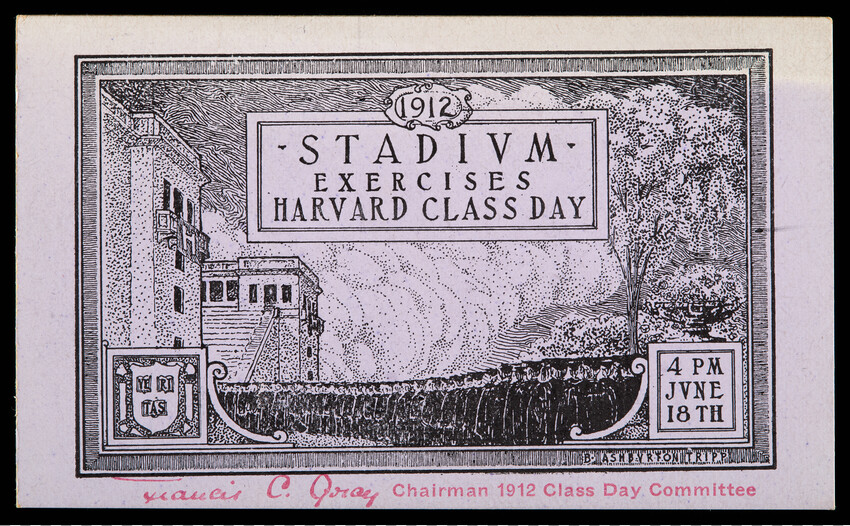 1912
· STADIVM ·
EXERCISES
HARVARD CLASS DAY
VE RI
TAS
4 PM
JVNE
18TH
B. ASHBVRTON TRIPP
Francis C. Gray Chairman 1912 Class Day Committee